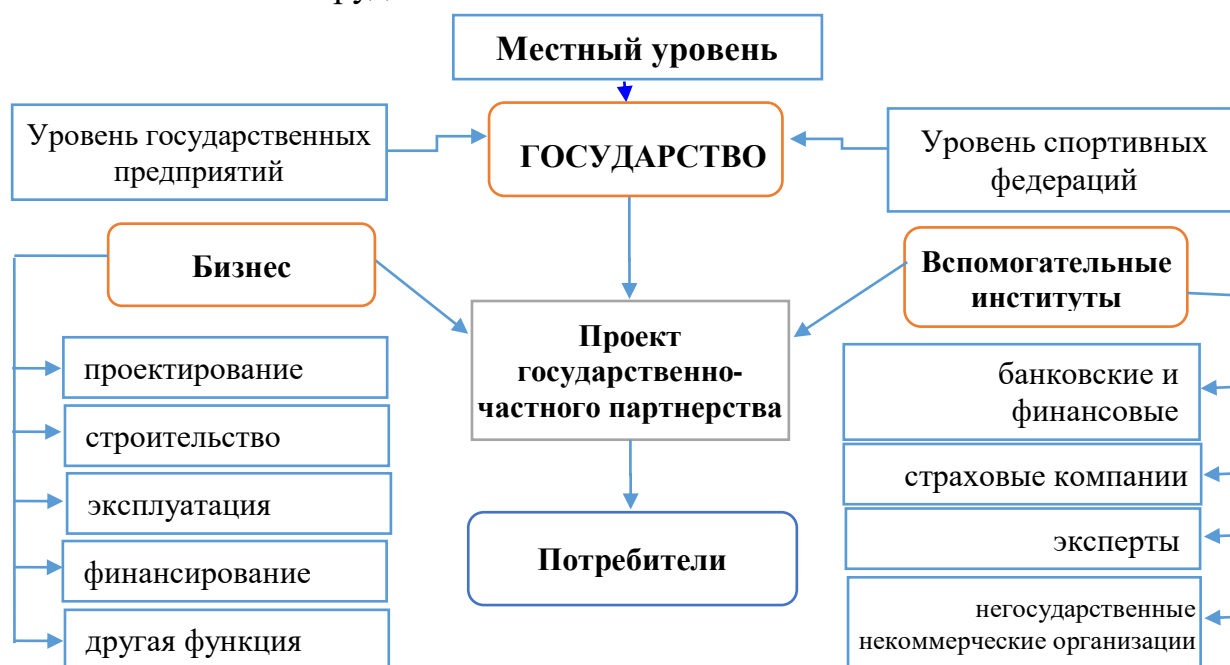 Местный уровень
Уровень государственных
предприятий
ГОСУДАРСТВО
Уровень спортивных
федераций
Бизнес
Вспомогательные
институты
Проект
государственно-
частного партнерства
проектирование
строительство
эксплуатация
финансирование
другая функция
банковские и
финансовые
страховые компании
эксперты
негосударственные
некоммерческие организации
Потребители